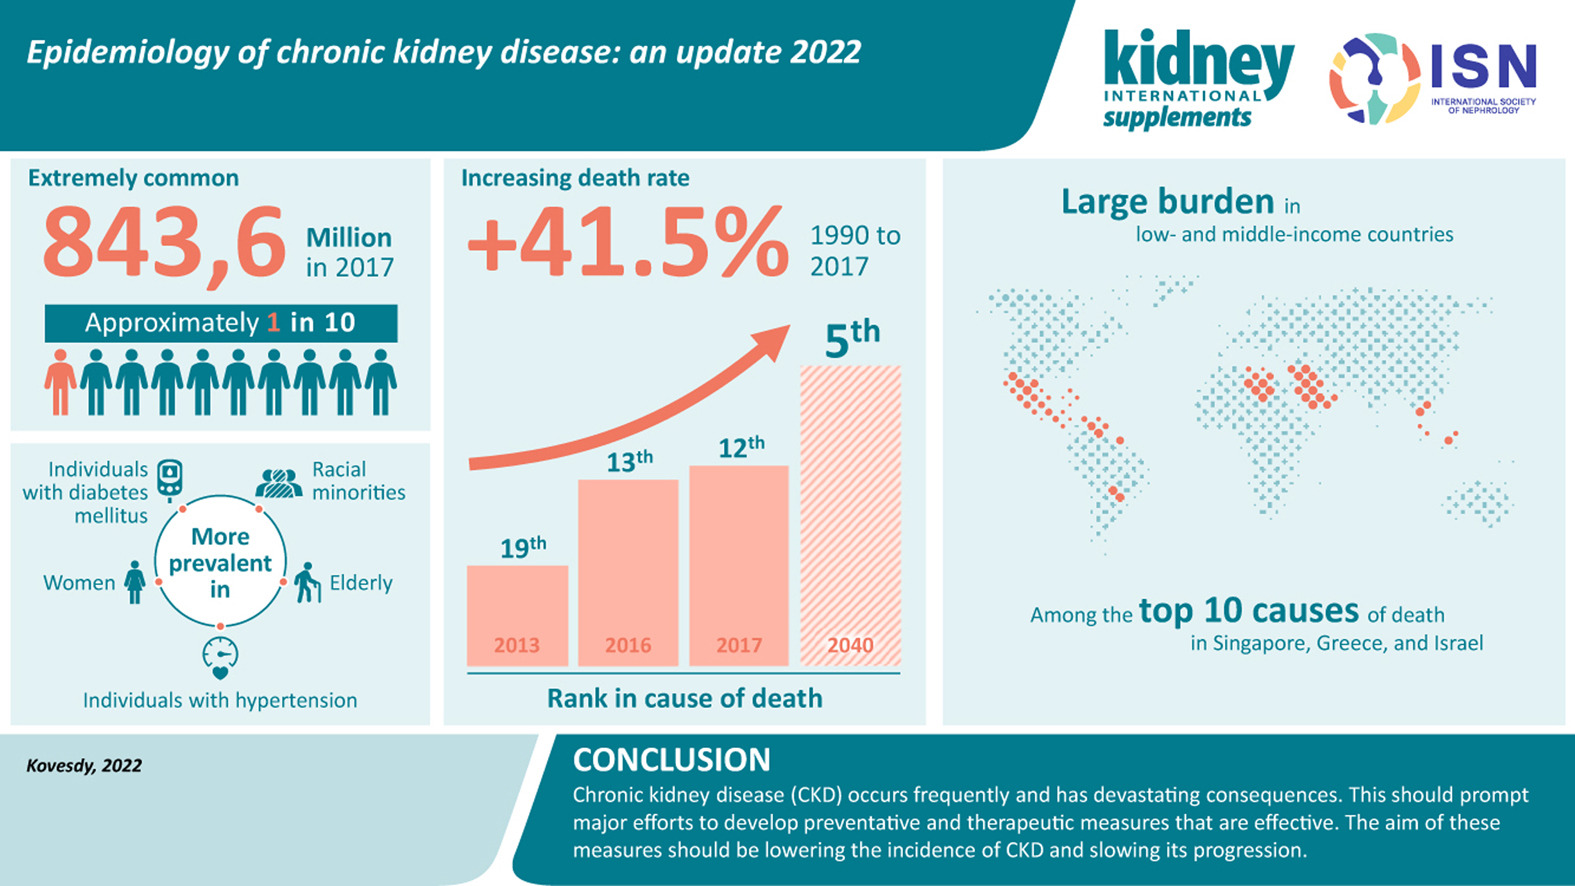 Epidemiology of chronic kidney disease: an update 2022
kidney
INTERNATIONAL
supplements
ISN
INTERNATIONAL SOCIETY
OF NEPHROLOGY
Extremely common
843,6 Million
in 2017
Approximately 1 in 10
Individuals
with diabetes
mellitus
Racial
minorities
More
prevalent
in
Women
Elderly
Individuals with hypertension
Increasing death rate
+41.5% 1990 to
2017
5th
12th
13th
19th
2013 2016 2017 2040
Rank in cause of death
Large burden in
low- and middle-income countries
Among the top 10 causes of death
in Singapore, Greece, and Israel
Kovesdy, 2022
CONCLUSION
Chronic kidney disease (CKD) occurs frequently and has devastating consequences. This should prompt
major efforts to develop preventative and therapeutic measures that are effective. The aim of these
measures should be lowering the incidence of CKD and slowing its progression.